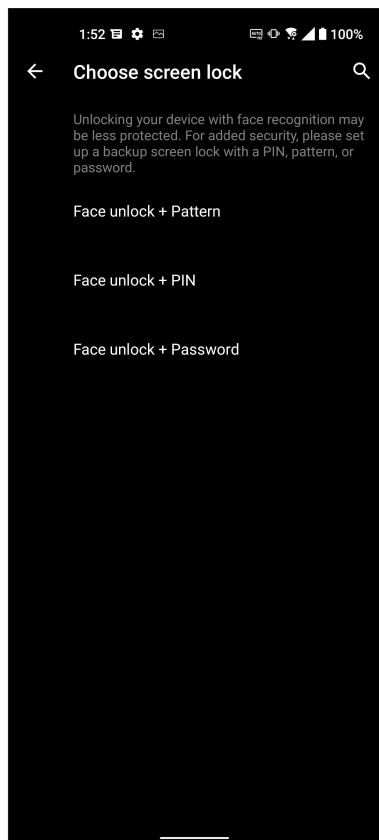 1:52 100%
Choose screen lock
Unlocking your device with face recognition may
be less protected. For added security, please set
up a backup screen lock with a PIN, pattern, or
password.
Face unlock + Pattern
Face unlock + PIN
Face unlock + Password